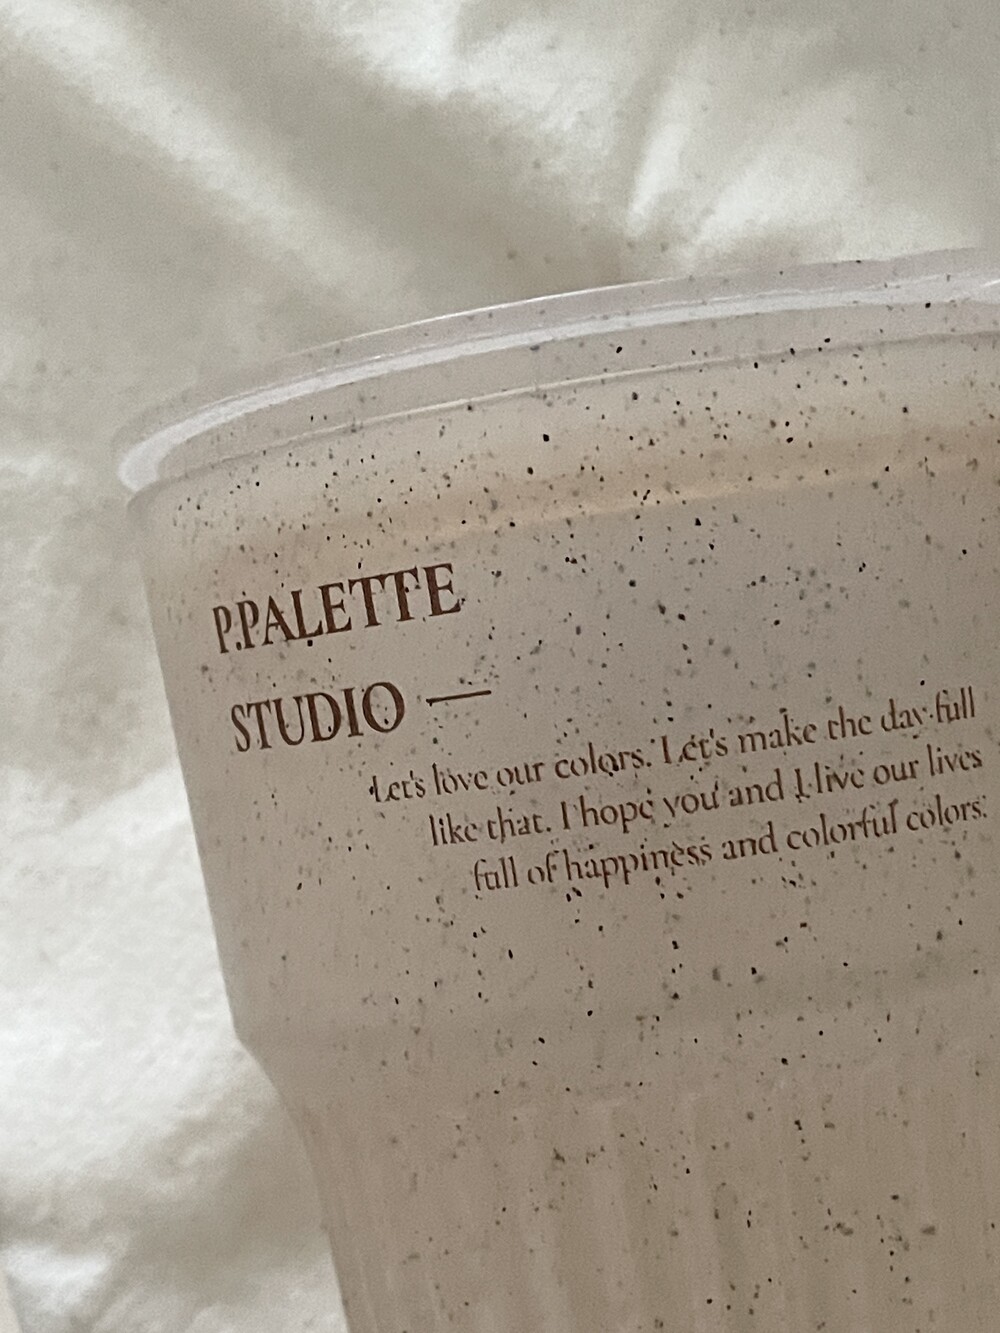 P.PALETTE
STUDIO —
Let's love our colors. Let's make the day full
like that. I hope you and I live our lives
full of happiness and colorful colors.